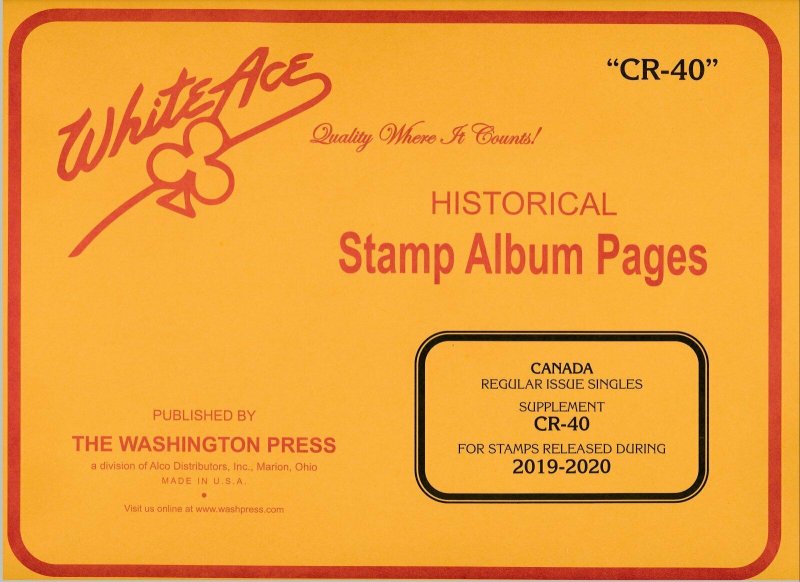 White Ace
"CR-40"
Quality Where It Counts!
HISTORICAL
Stamp Album Pages
CANADA
REGULAR ISSUE SINGLES
SUPPLEMENT
CR-40
FOR STAMPS RELEASED DURING
2019-2020
PUBLISHED BY
THE WASHINGTON PRESS
a division of Alco Distributors, Inc., Marion, Ohio
MADE IN U.S.A.
•
Visit us online at www.washpress.com